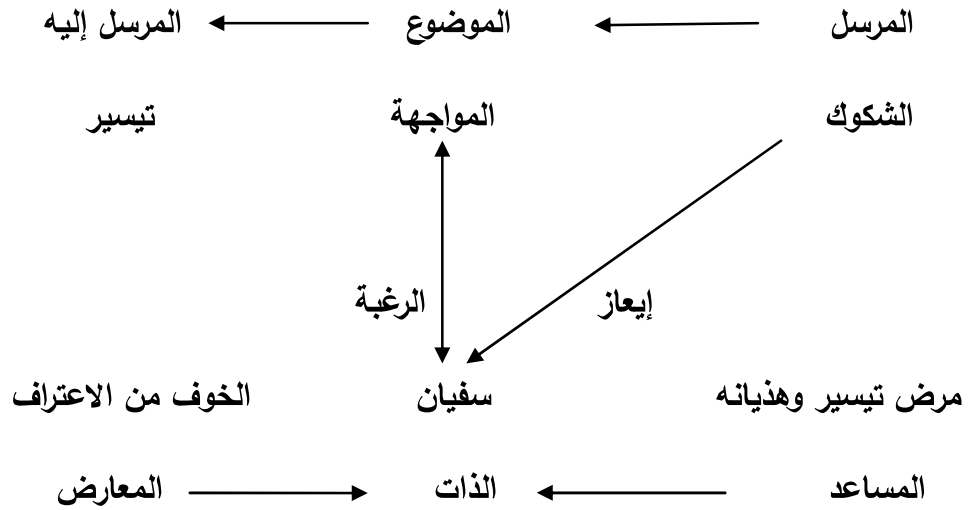 المرسل الموضوع المرسل إليه
الشكوك المواجهة تيسير
إيعاز الرغبة
مرض تيسير وهذيانه سفيان الخوف من الاعتراف
المساعد الذات المعارض